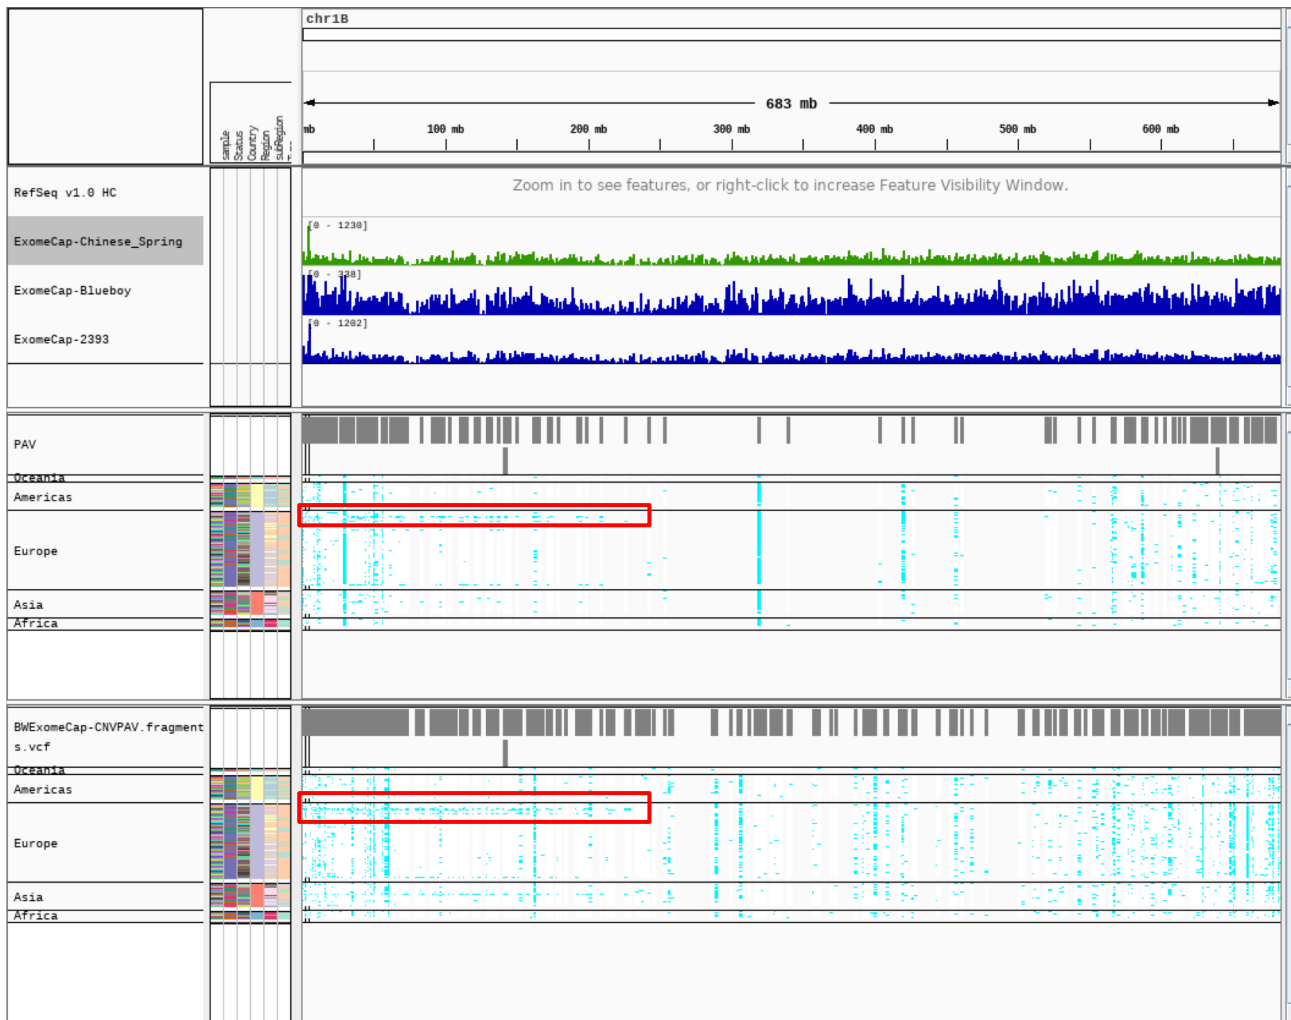 chr1B
683 mb
mb 100 mb 200 mb 300 mb 400 mb 500 mb 600 mb
sample
Status
Country
Region
subRegion
RefSeq v1.0 HC
Zoom in to see features, or right-click to increase Feature Visibility Window.
ExomeCap-Chinese_Spring
[0 - 1230]
ExomeCap-Blueboy
[0 - 338]
ExomeCap-2393
[0 - 1202]
PAV
Oceania
Americas
Europe
Asia
Africa
BWExomeCap-CNVPAV.fragment
s.vcf
Oceania
Americas
Europe
Asia
Africa